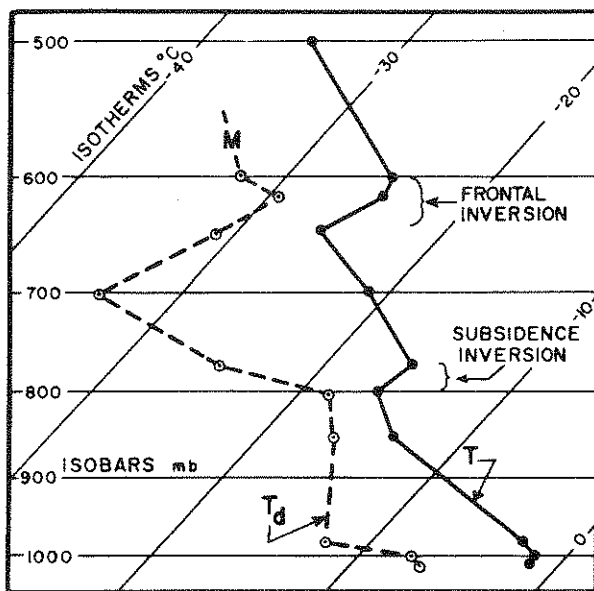 500
600
700
800
900
1000
ISOTHERMS °C
-40
-30
-20
-10
0
M
FRONTAL
INVERSION
SUBSIDENCE
INVERSION
ISOBARS mb
T
Td